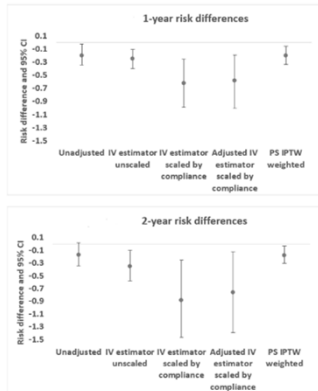 1-year risk differences
Risk difference and 95% CI
0.1
-0.1
-0.3
-0.5
-0.7
-0.9
-1.1
-1.3
-1.5
Unadjusted IV estimator IV estimator Adjusted IV PS IPTW
unscaled scaled by estimator weighted
compliance scaled by
compliance
2-year risk differences
Risk difference and 95% CI
0.1
-0.1
-0.3
-0.5
-0.7
-0.9
-1.1
-1.3
-1.5
Unadjusted IV estimator IV estimator Adjusted IV PS IPTW
unscaled scaled by estimator weighted
compliance scaled by
compliance